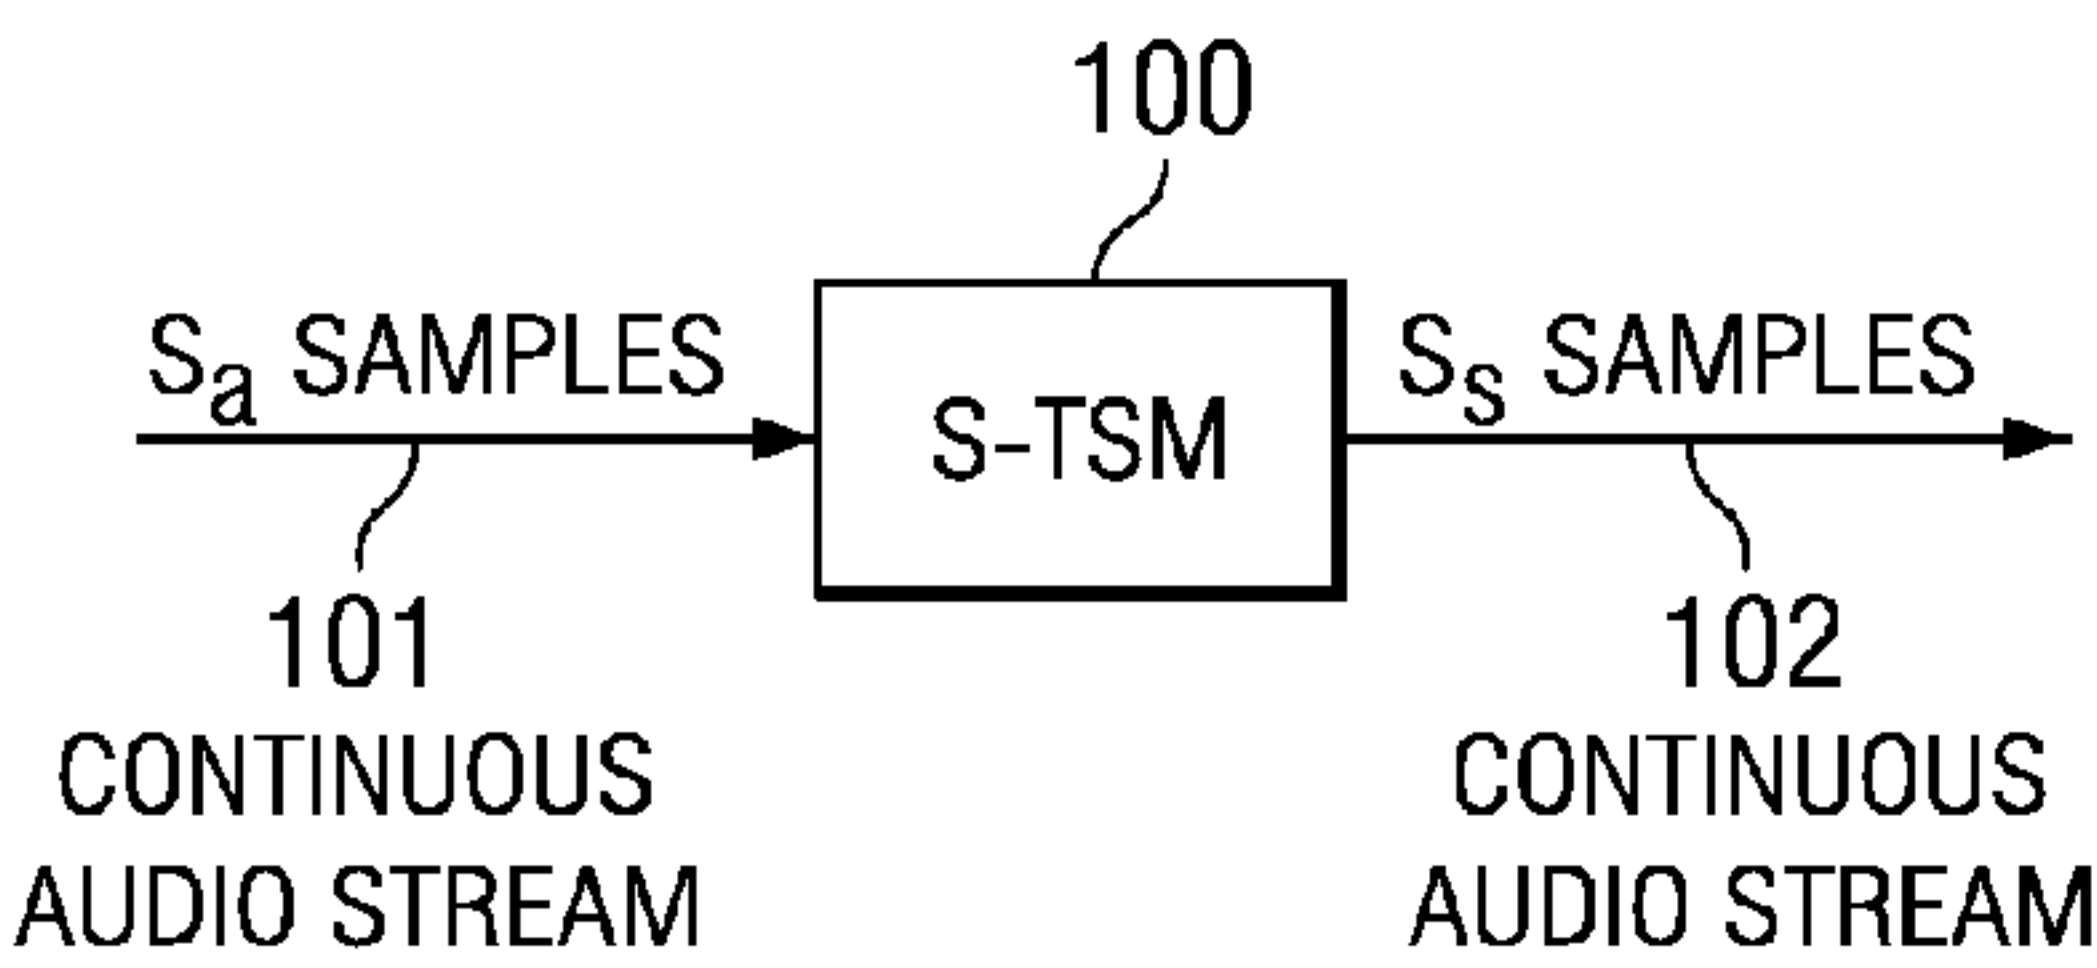 100
Sa SAMPLES
S-TSM
Ss SAMPLES
101
CONTINUOUS
AUDIO STREAM
102
CONTINUOUS
AUDIO STREAM